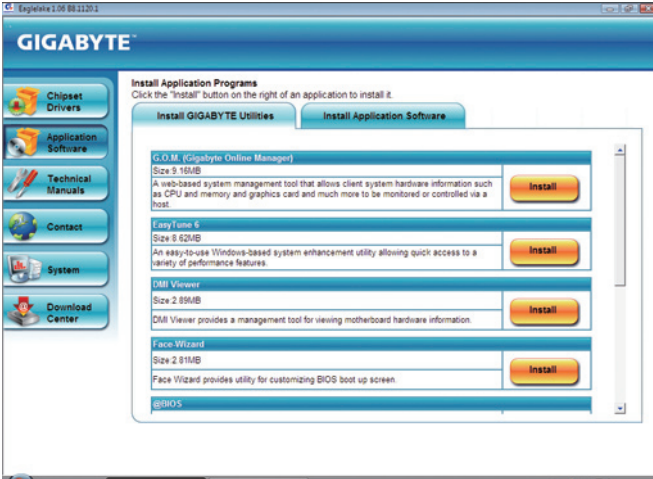 Eaglelake 1.06 B8.1120.1
GIGABYTE™
Chipset
Drivers
Application
Software
Technical
Manuals
Contact
System
Download
Center
Install Application Programs
Click the "Install" button on the right of an application to install it.
Install GIGABYTE Utilities
Install Application Software
G.O.M. (Gigabyte Online Manager)
Size:9.16MB
A web-based system management tool that allows client system hardware information such
as CPU and memory and graphics card and much more to be monitored or controlled via a
host.
Install
EasyTune 6
Size:8.62MB
An easy-to-use Windows-based system enhancement utility allowing quick access to a
variety of performance features.
Install
DMI Viewer
Size:2.89MB
DMI Viewer provides a management tool for viewing motherboard hardware information.
Install
Face-Wizard
Size:2.81MB
Face Wizard provides utility for customizing BIOS boot up screen.
Install
@BIOS